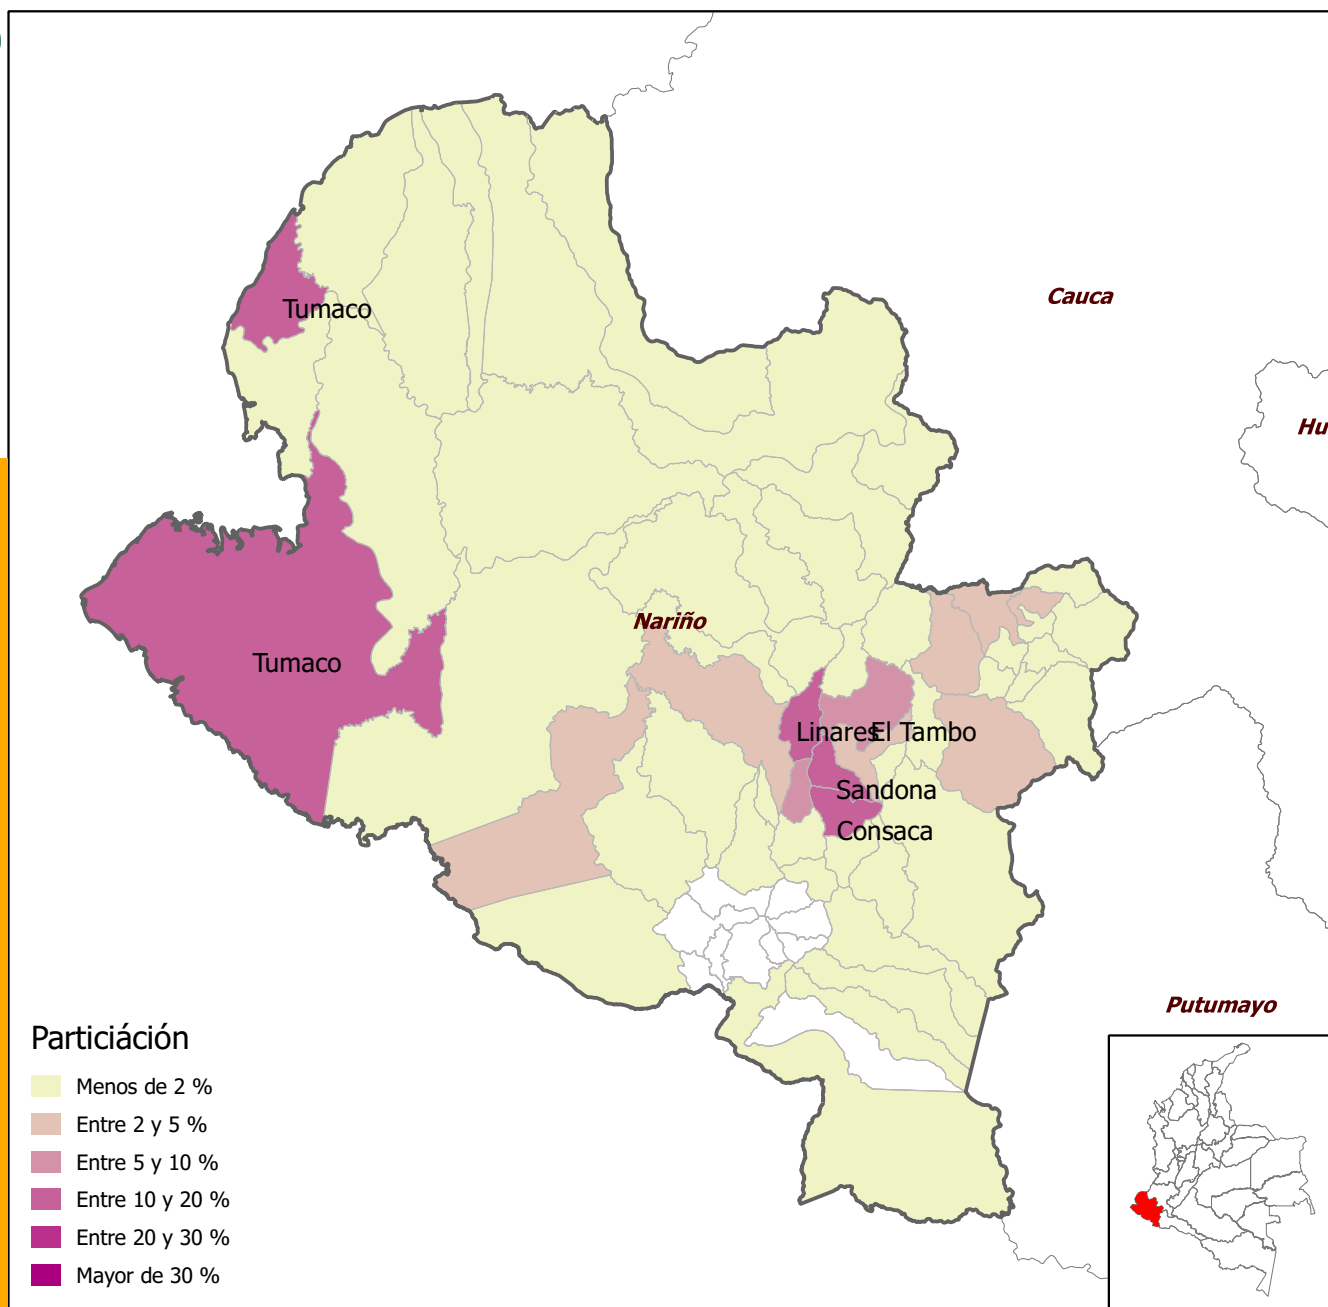 Tumaco
Cauca
Hu
Nariño
Tumaco
Linares
El Tambo
Sandona
Consaca
Putumayo
Particiáción
Menos de 2 %
Entre 2 y 5 %
Entre 5 y 10 %
Entre 10 y 20 %
Entre 20 y 30 %
Mayor de 30 %